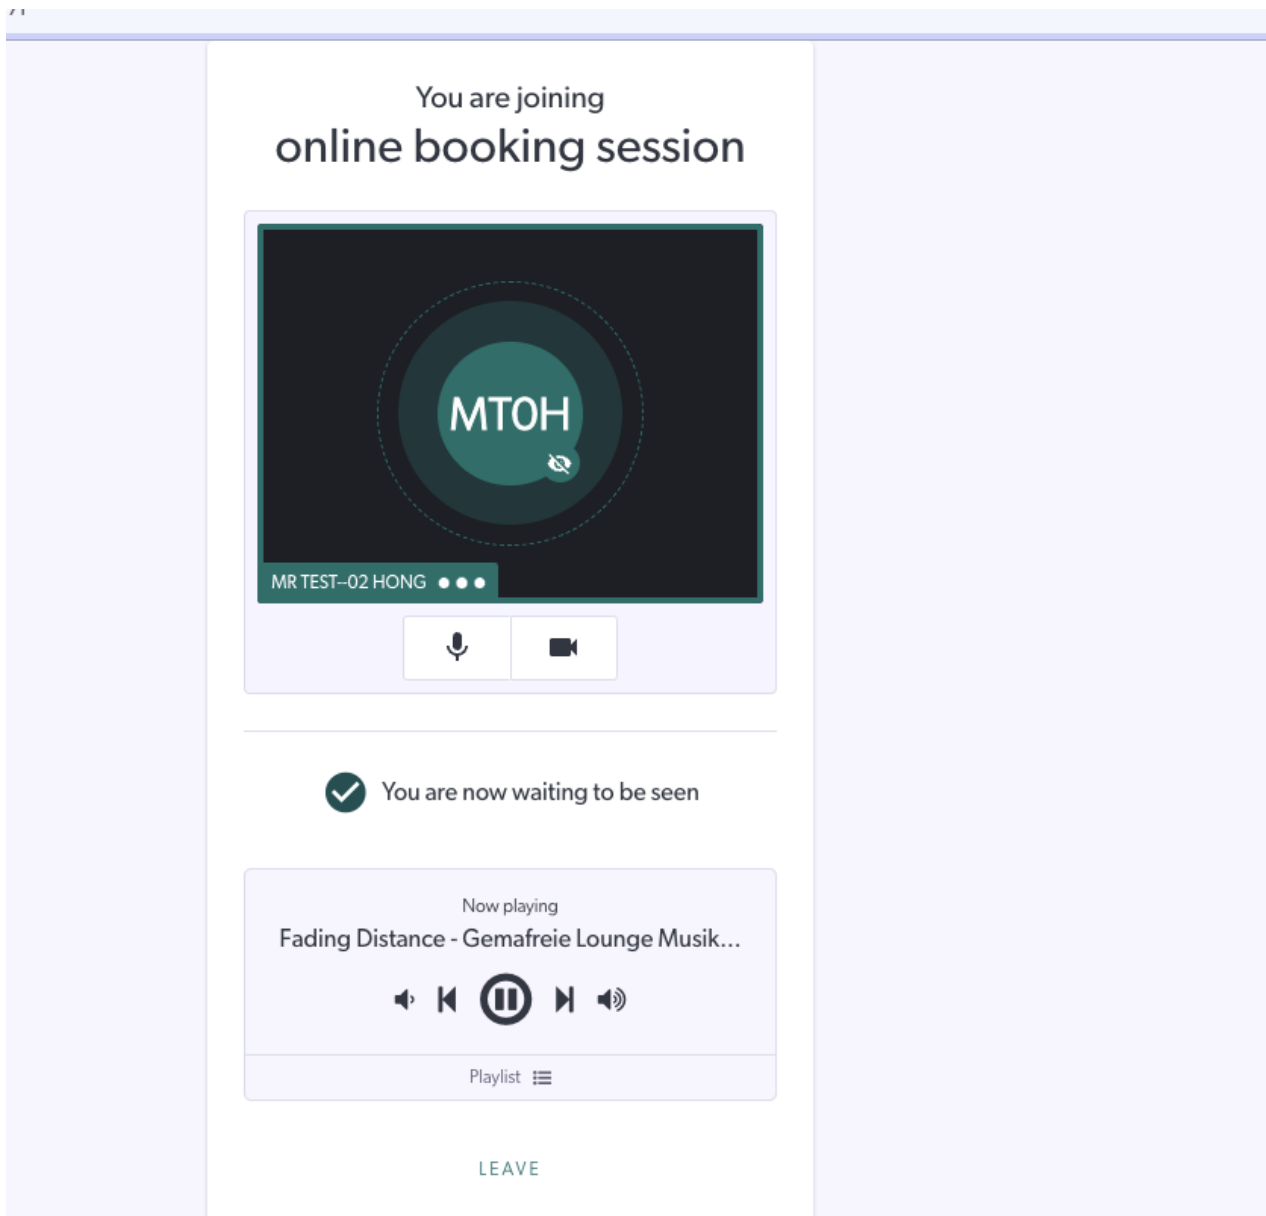 You are joining
online booking session
MT0H
MR TEST--02 HONG
You are now waiting to be seen
Now playing
Fading Distance - Gemafreie Lounge Musik...
Playlist
LEAVE